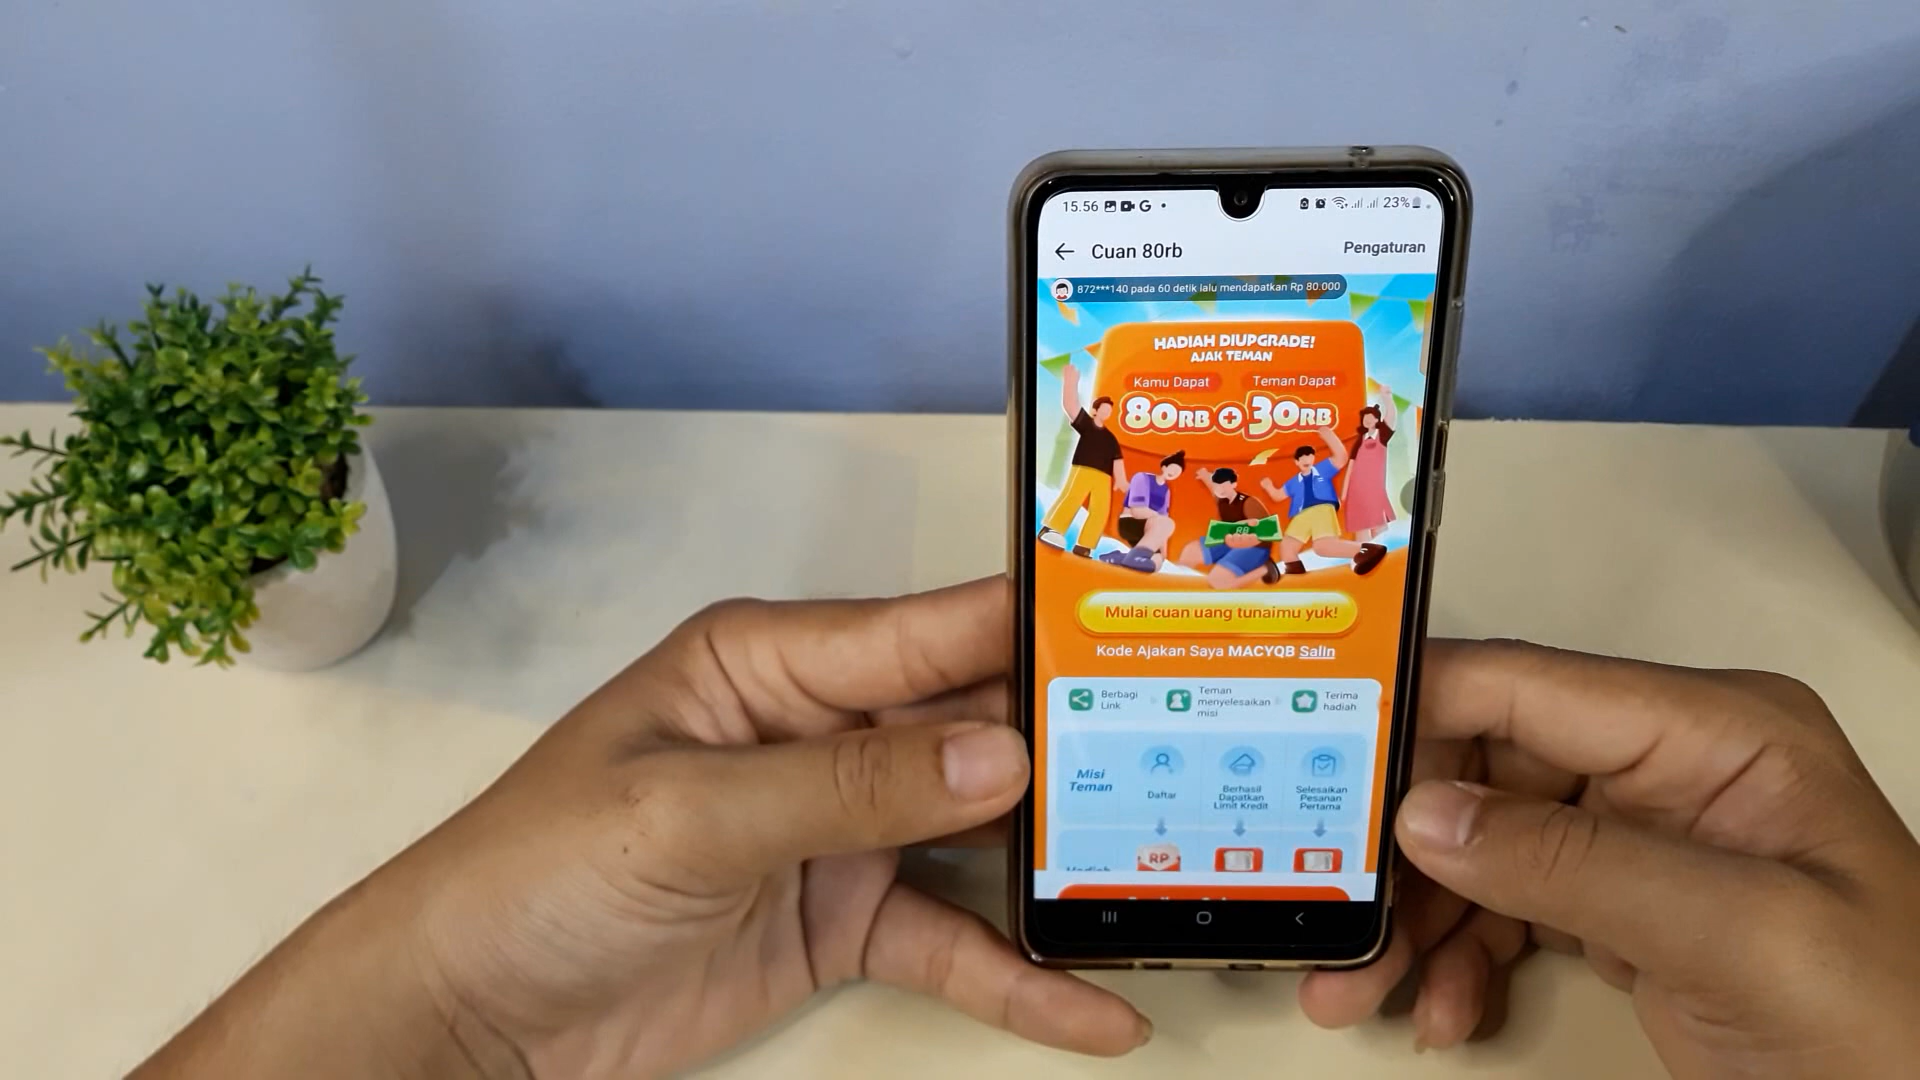 15.56
23%
Cuan 80rb
Pengaturan
872***140 pada 60 detik lalu mendapatkan Rp 80.000
HADIAH DIUPGRADE!
AJAK TEMAN
Kamu Dapat
Teman Dapat
80RB + 30RB
Mulai cuan uang tunaimu yuk!
Kode Ajakan Saya MACYQB Salin
Berbagi
Link
Teman
menyelesaikan
misi
Terima
hadiah
Misi
Teman
Daftar
Berhasil
Dapatkan
Limit Kredit
Selesaikan
Pesanan
Pertama
RP